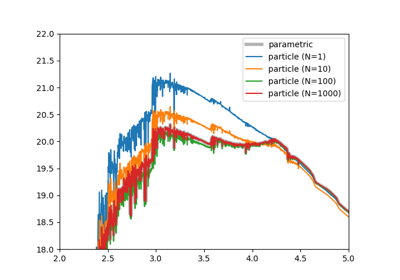 22.0
21.5
21.0
20.5
20.0
19.5
19.0
18.5
18.0
2.0 2.5 3.0 3.5 4.0 4.5 5.0
parametric
particle (N=1)
particle (N=10)
particle (N=100)
particle (N=1000)